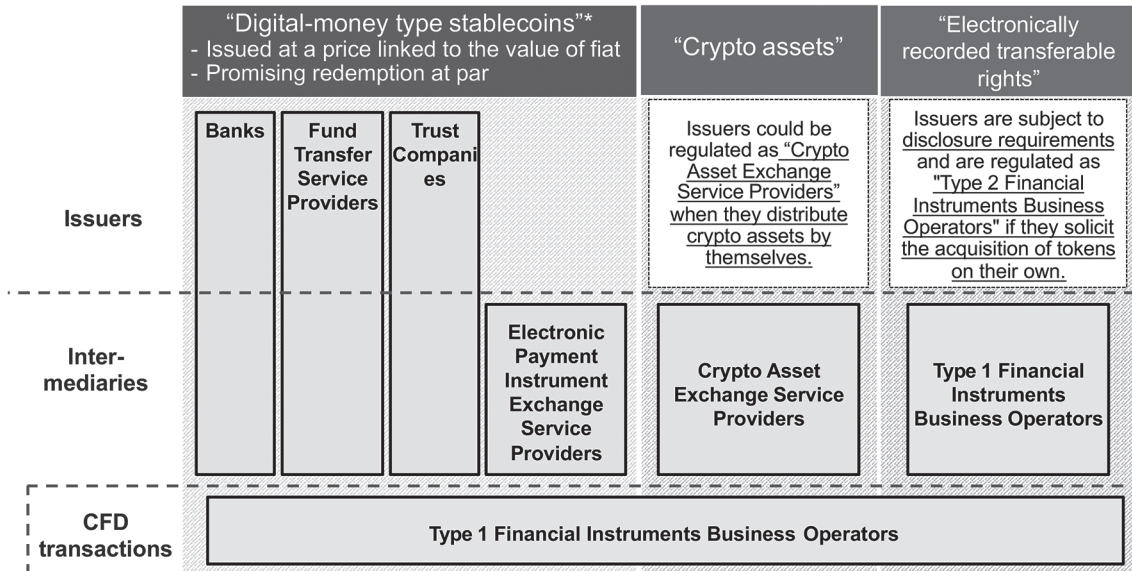 “Digital-money type stablecoins”*
- Issued at a price linked to the value of fiat
- Promising redemption at par
“Crypto assets”
“Electronically
recorded transferable
rights”
Issuers
Banks
Fund
Transfer
Service
Providers
Trust
Compani
es
Issuers could be
regulated as “Crypto
Asset Exchange
Service Providers”
when they distribute
crypto assets by
themselves.
Issuers are subject to
disclosure requirements
and are regulated as
"Type 2 Financial
Instruments Business
Operators" if they solicit
the acquisition of tokens
on their own.
Inter-
mediaries
Electronic
Payment
Instrument
Exchange
Service
Providers
Crypto Asset
Exchange Service
Providers
Type 1 Financial
Instruments
Business Operators
CFD
transactions
Type 1 Financial Instruments Business Operators